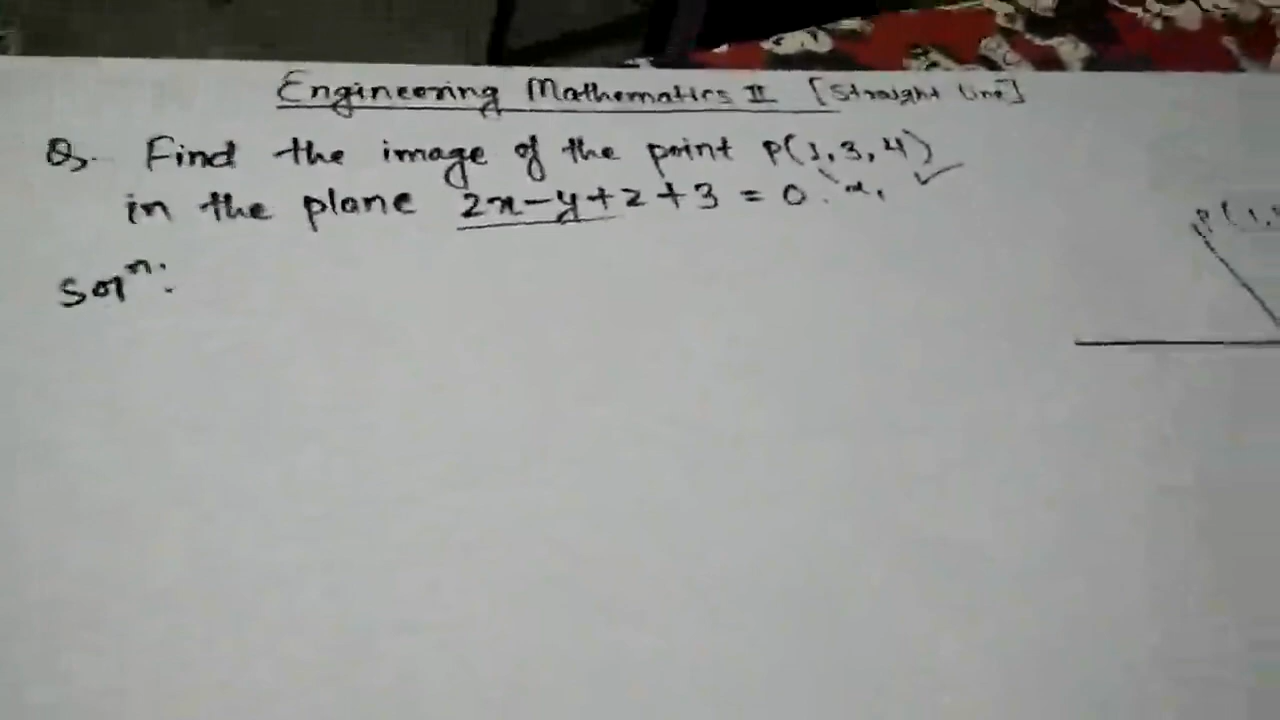 Engineering Mathematics II [Straight line]
Q. Find the image of the point P(1,3,4)
in the plane 2x-y+z+3 = 0.
P(1,
Solⁿ: